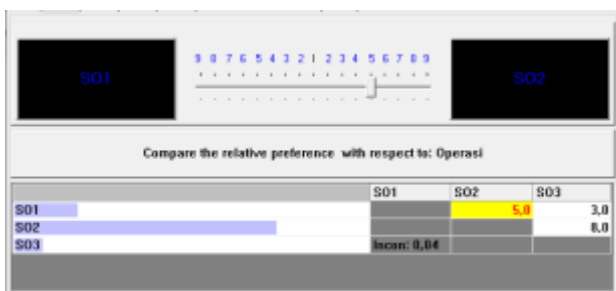 9 8 7 6 5 4 3 2 1 2 3 4 5 6 7 8 9
SO1
SO2
Compare the relative preference with respect to: Operasi
SO1 SO2 SO3
SO1 5,0 3,0
SO2 8,0
SO3 Incon: 0,04